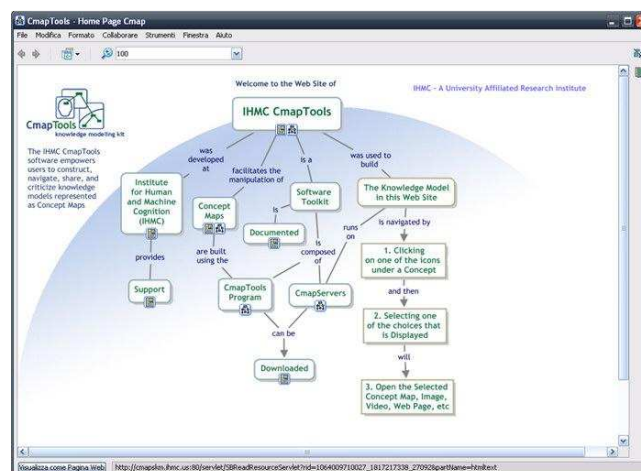 CmapTools - Home Page Cmap
File Modifica Formato Collaborare Strumenti Finestra Aiuto
100
Welcome to the Web Site of
IHMC - A University Affiliated Research Institute
IHMC CmapTools
CmapTools
knowledge modeling kit
The IHMC CmapTools
software empowers
users to construct,
navigate, share, and
criticize knowledge
models represented
as Concept Maps
was
developed
at
facilitates the
manipulation of
is a
was used to
build
Institute
for Human
and Machine
Cognition
(IHMC)
Concept
Maps
Software
Toolkit
The Knowledge Model
in this Web Site
is
Documented
provides
are built
using the
is
composed
of
runs
on
is navigated by
Support
CmapTools
Program
CmapServers
1. Clicking
on one of the icons
under a Concept
and then
can be
2. Selecting one
of the choices that
is Displayed
Downloaded
will
3. Open the Selected
Concept Map, Image,
Video, Web Page, etc
Visualizza come Pagina Web
http://cmapskm.ihmc.us:80/servlet/SBReadResourceServlet?rid=1064009710027_1817217338_27092&partName=htmltext